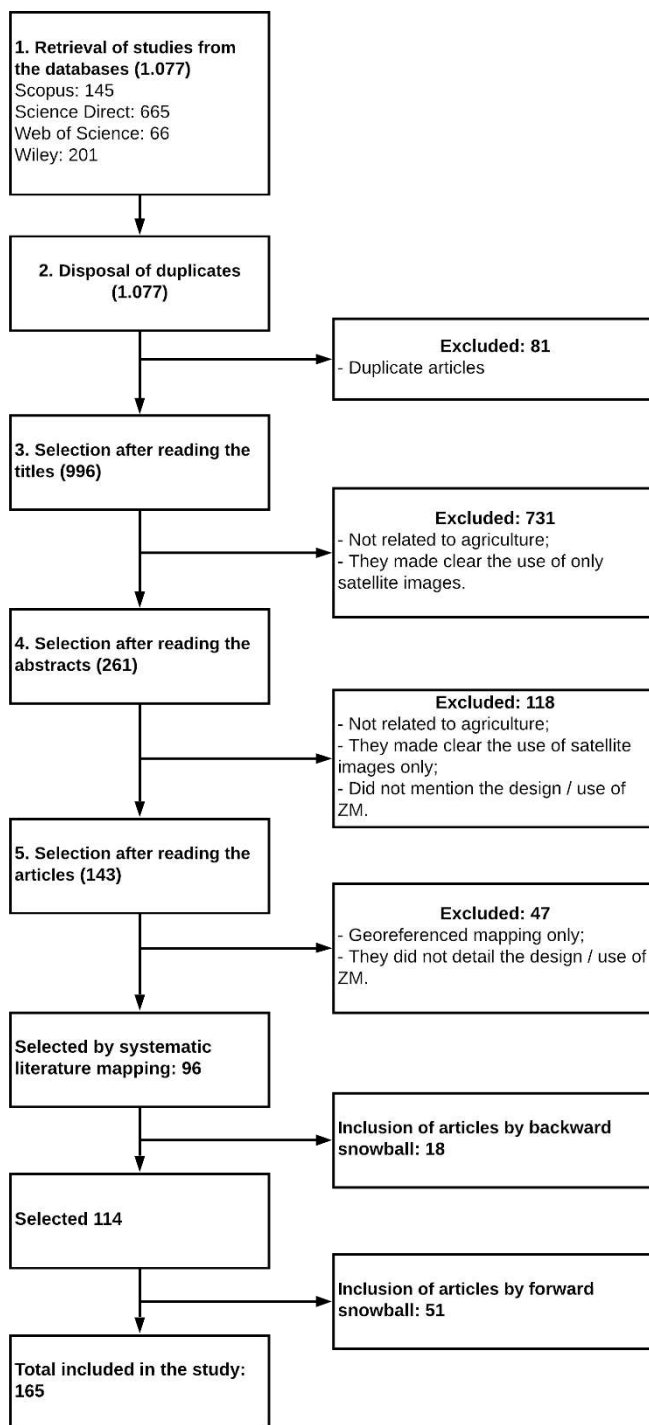 1. Retrieval of studies from
the databases (1.077)
Scopus: 145
Science Direct: 665
Web of Science: 66
Wiley: 201
2. Disposal of duplicates
(1.077)
Excluded: 81
- Duplicate articles
3. Selection after reading the
titles (996)
Excluded: 731
- Not related to agriculture;
- They made clear the use of only
satellite images.
4. Selection after reading the
abstracts (261)
Excluded: 118
- Not related to agriculture;
- They made clear the use of satellite
images only;
- Did not mention the design / use of
ZM.
5. Selection after reading the
articles (143)
Excluded: 47
- Georeferenced mapping only;
- They did not detail the design / use of
ZM.
Selected by systematic
literature mapping: 96
Inclusion of articles by backward
snowball: 18
Selected 114
Inclusion of articles by forward
snowball: 51
Total included in the study:
165